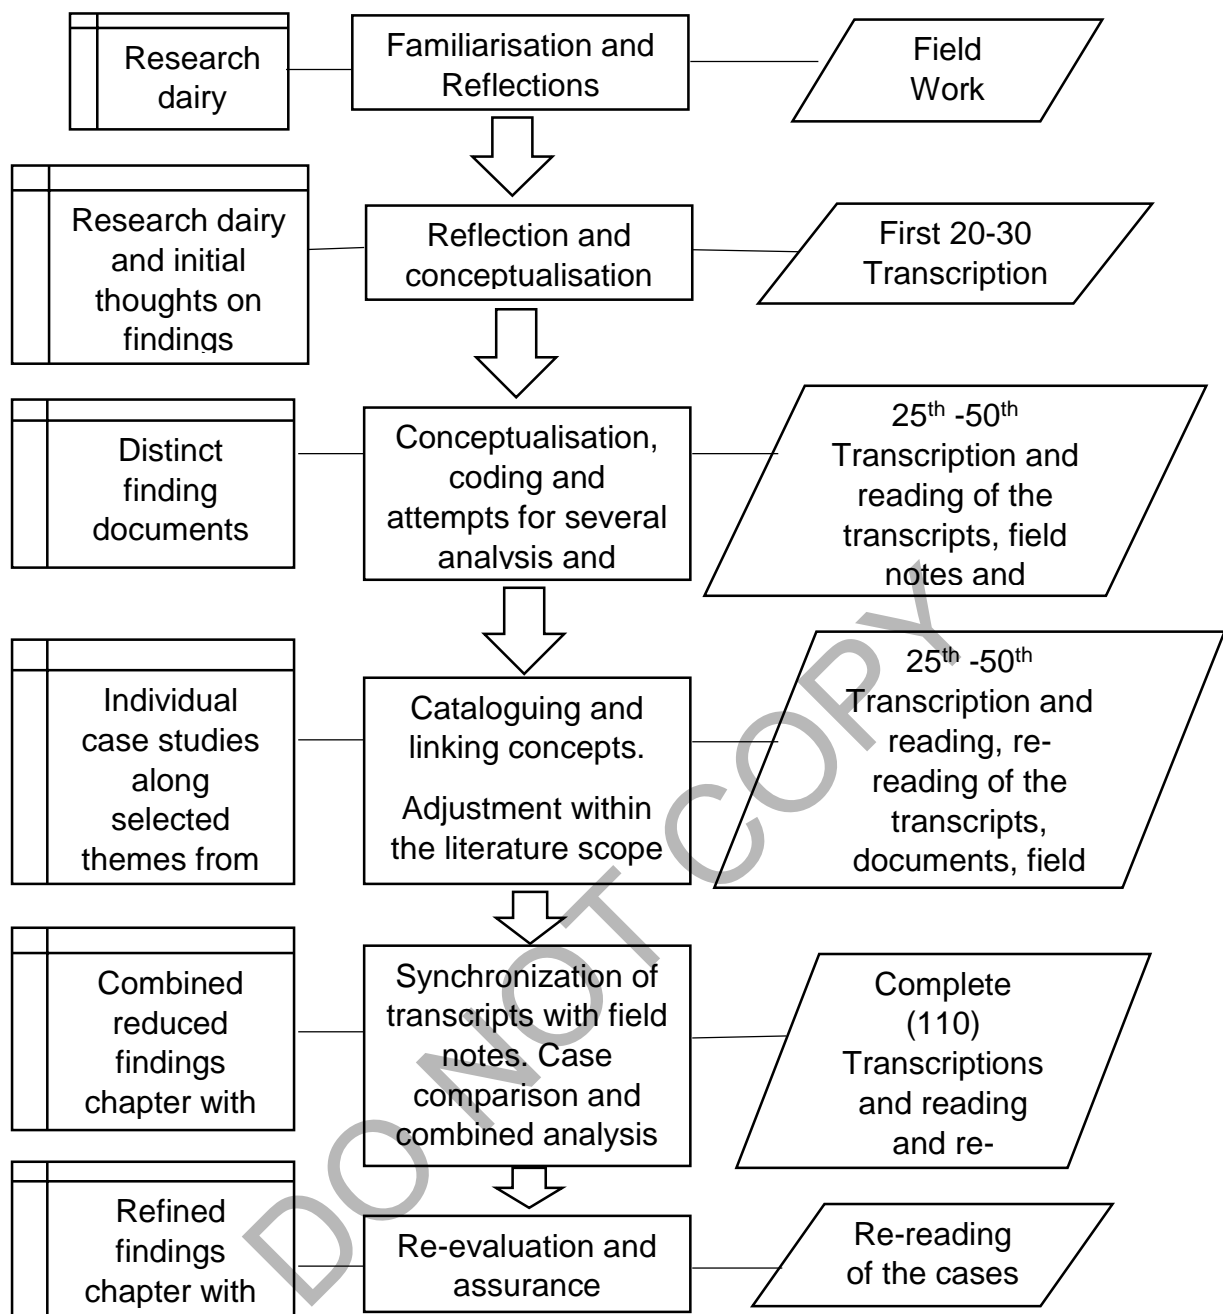 Research
dairy
Familiarisation and
Reflections
Field
Work
Research dairy
and initial
thoughts on
findings
Reflection and
conceptualisation
First 20-30
Transcription
Distinct
finding
documents
Conceptualisation,
coding and
attempts for several
analysis and
25th -50th
Transcription and
reading of the
transcripts, field
notes and
Individual
case studies
along
selected
themes from
Cataloguing and
linking concepts.
Adjustment within
the literature scope
25th -50th
Transcription and
reading, re-
reading of the
transcripts,
documents, field
Combined
reduced
findings
chapter with
Synchronization of
transcripts with field
notes. Case
comparison and
combined analysis
Complete
(110)
Transcriptions
and reading
and re-
Refined
findings
chapter with
Re-evaluation and
assurance
Re-reading
of the cases
DO NOT COPY